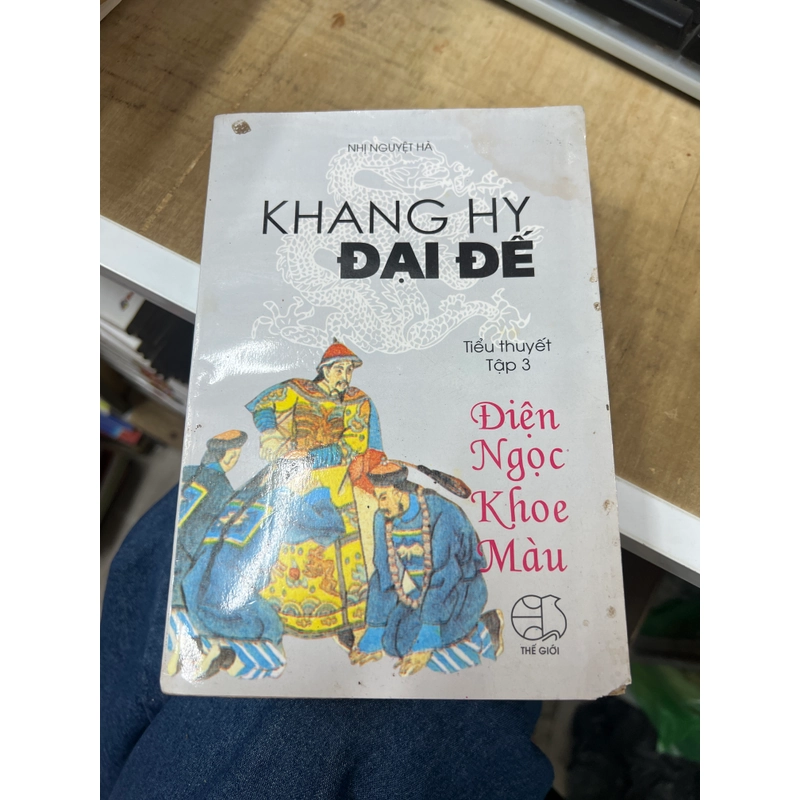 NHỊ NGUYỆT HÀ
KHANG HY
ĐẠI ĐẾ
Tiểu thuyết
Tập 3
Điện
Ngọc
Khoe
Màu
THẾ GIỚI